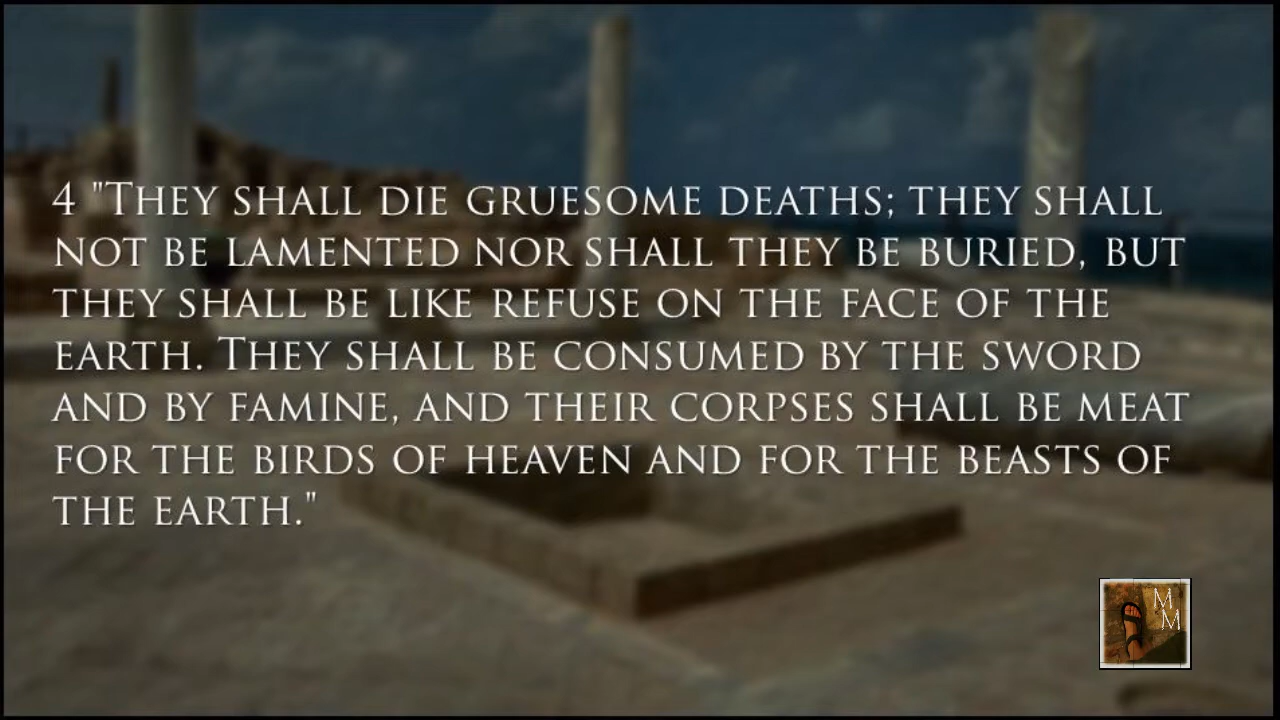 4 "They shall die gruesome deaths; they shall
not be lamented nor shall they be buried, but
they shall be like refuse on the face of the
earth. They shall be consumed by the sword
and by famine, and their corpses shall be meat
for the birds of heaven and for the beasts of
the earth."
M
M